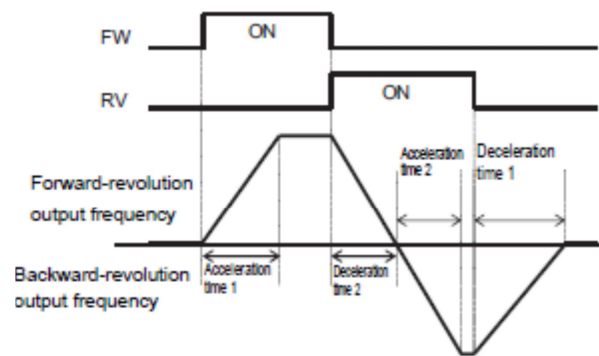 FW
ON
RV
ON
Acceleration
time 2
Deceleration
time 1
Forward-revolution
output frequency
Backward-revolution
output frequency
Acceleration
time 1
Deceleration
time 2